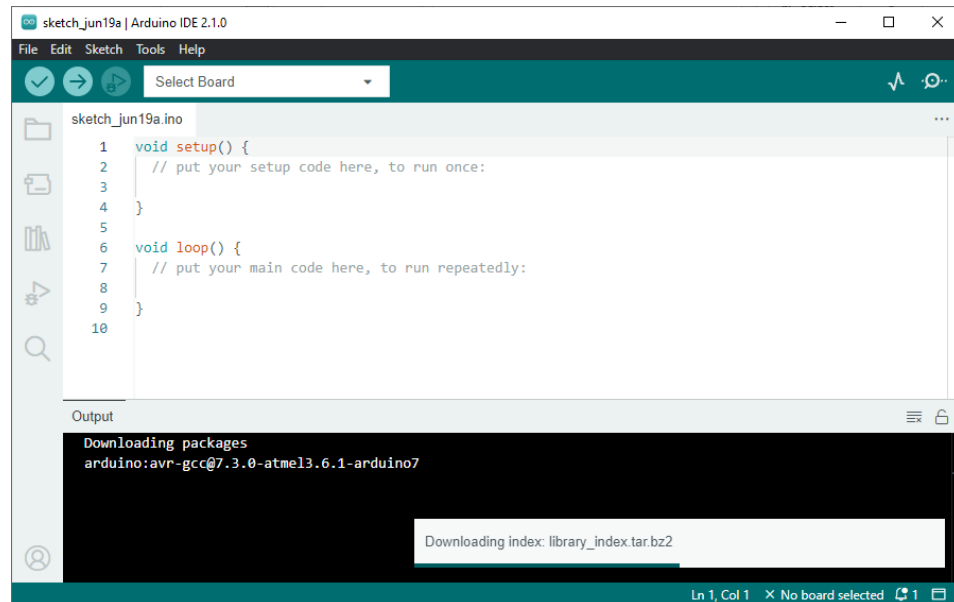 sketch_jun19a | Arduino IDE 2.1.0
File Edit Sketch Tools Help
Select Board
sketch_jun19a.ino
1 void setup() {
2 // put your setup code here, to run once:
3
4 }
5
6 void loop() {
7 // put your main code here, to run repeatedly:
8
9 }
10
Output
Downloading packages
arduino:avr-gcc@7.3.0-atmel3.6.1-arduino7
Downloading index: library_index.tar.bz2
Ln 1, Col 1 × No board selected 1